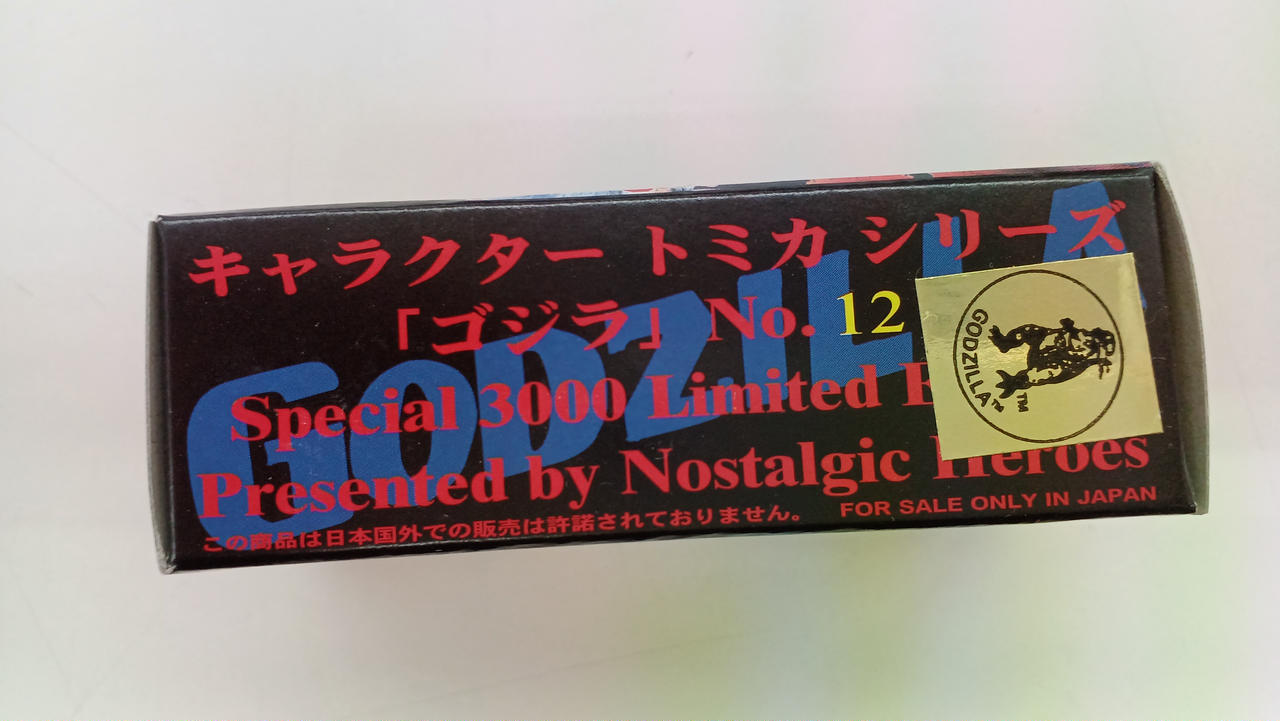 キャラクター トミカ シリーズ
「ゴジラ」 No. 12
GODZILLA
Special 3000 Limited
Presented by Nostalgic Heroes
この商品は日本国外での販売は許諾されておりません。 FOR SALE ONLY IN JAPAN
GODZILLA
TM